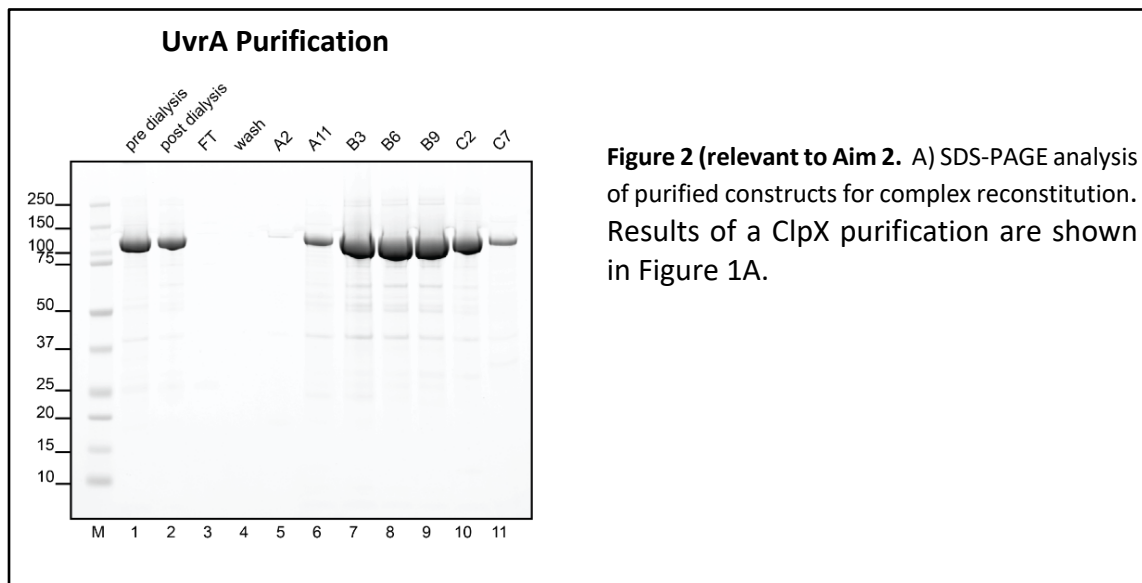 UvrA Purification
pre dialysis
post dialysis
FT
wash
A2
A11
B3
B6
B9
C2
C7
250
150
100
75
50
37
25
20
15
10
M 1 2 3 4 5 6 7 8 9 10 11
Figure 2 (relevant to Aim 2. A) SDS-PAGE analysis
of purified constructs for complex reconstitution.
Results of a ClpX purification are shown
in Figure 1A.